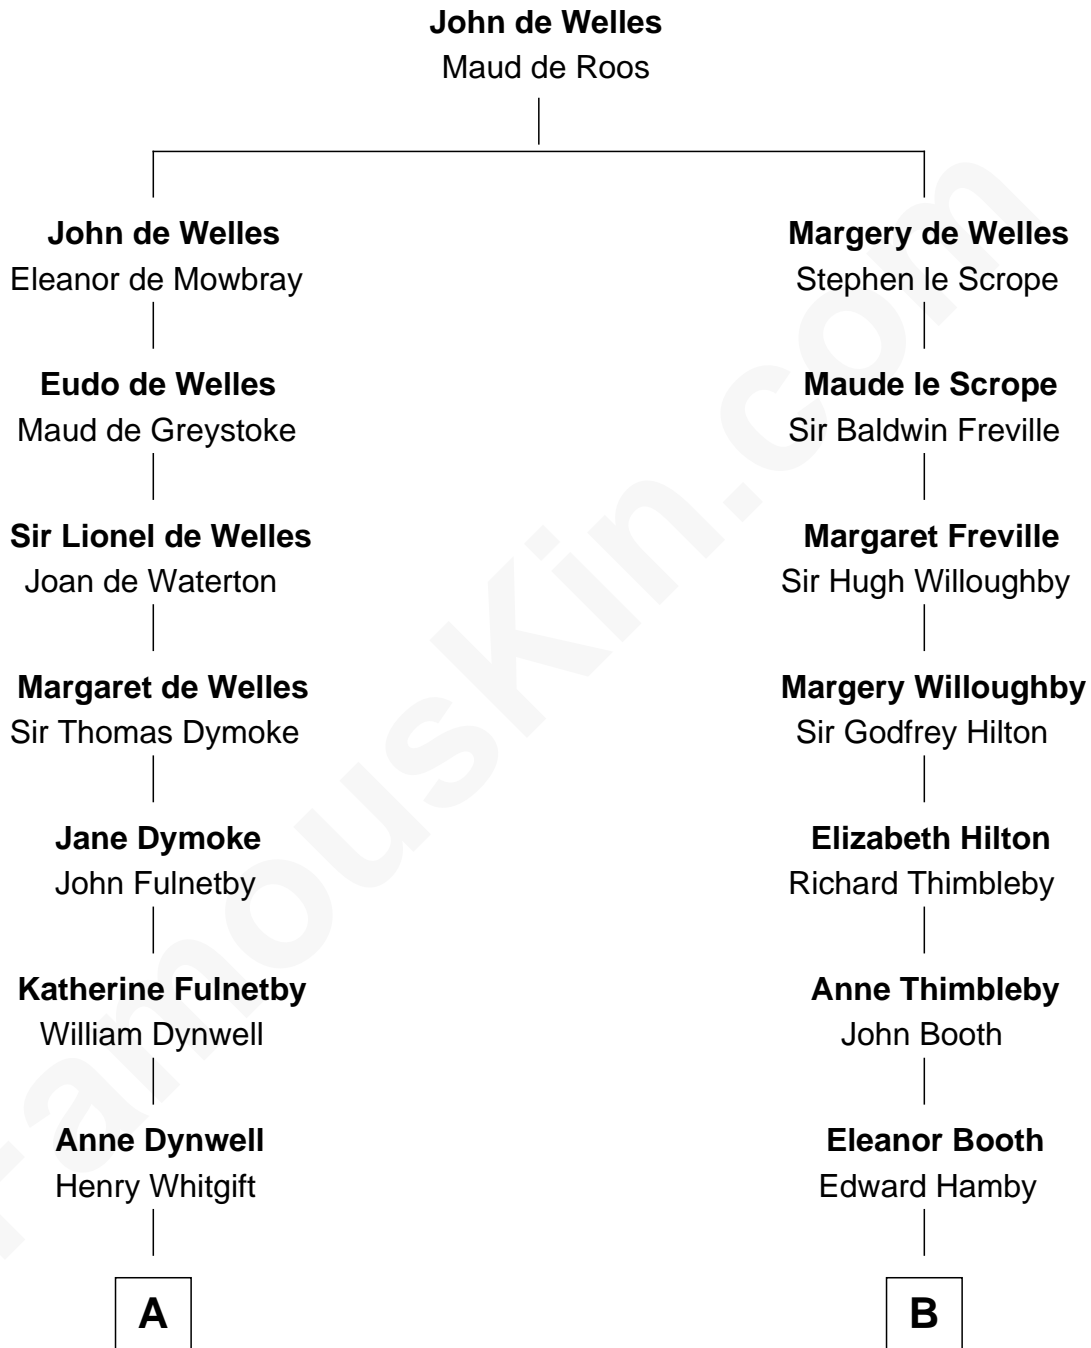 John de Welles
Maud de Roos
John de Welles
Eleanor de Mowbray
Margery de Welles
Stephen le Scrope
Eudo de Welles
Maud de Greystoke
Maude le Scrope
Sir Baldwin Freville
Sir Lionel de Welles
Joan de Waterton
Margaret Freville
Sir Hugh Willoughby
Margaret de Welles
Sir Thomas Dymoke
Margery Willoughby
Sir Godfrey Hilton
Jane Dymoke
John Fulnetby
Elizabeth Hilton
Richard Thimbleby
Katherine Fulnetby
William Dynwell
Anne Thimbleby
John Booth
Anne Dynwell
Henry Whitgift
Eleanor Booth
Edward Hamby
A
B
FamousKin.com